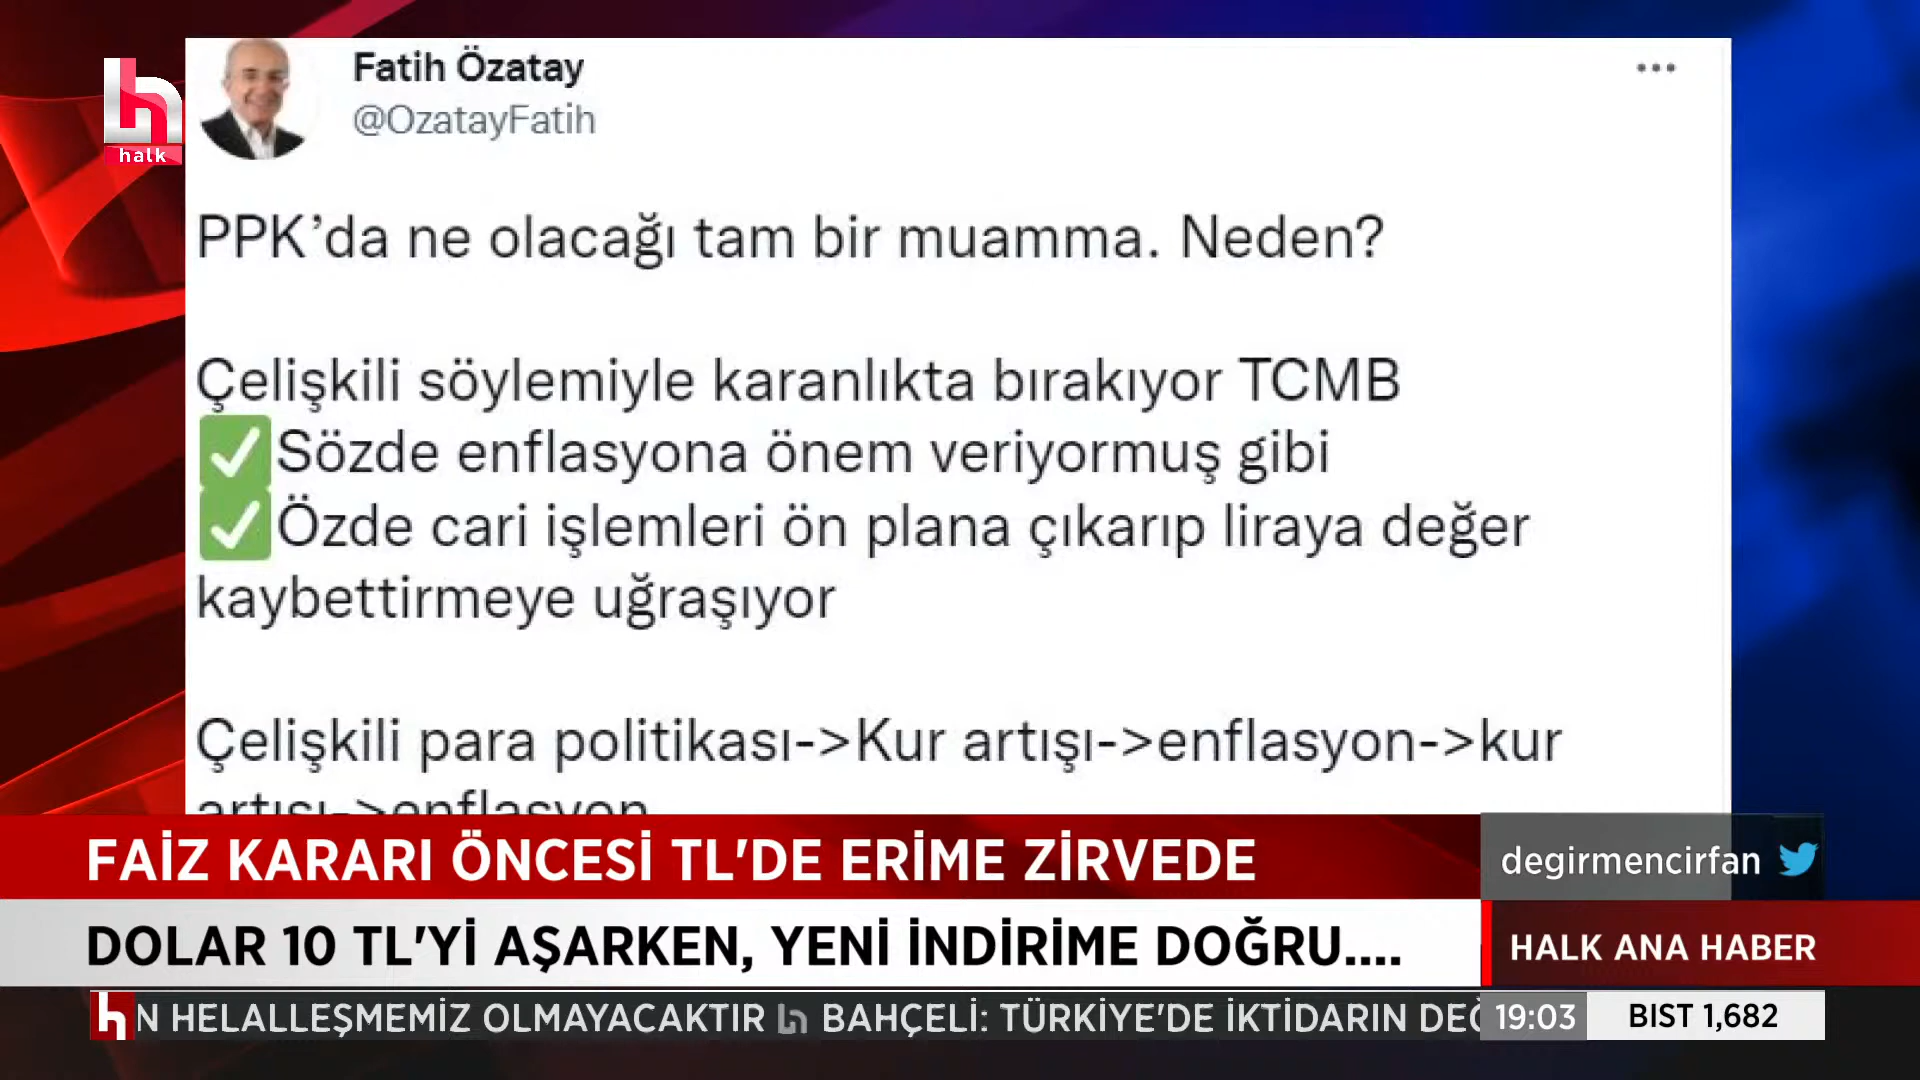 Fatih Özatay
@OzatayFatih
PPK’da ne olacağı tam bir muamma. Neden?
Çelişkili söylemiyle karanlıkta bırakıyor TCMB
Sözde enflasyona önem veriyormuş gibi
Özde cari işlemleri ön plana çıkarıp liraya değer
kaybettirmeye uğraşıyor
Çelişkili para politikası->Kur artışı->enflasyon->kur
artışı->enflasyon
halk
FAİZ KARARI ÖNCESİ TL'DE ERİME ZİRVEDE
degirmencirfan
DOLAR 10 TL'Yİ AŞARKEN, YENİ İNDİRİME DOĞRU....
HALK ANA HABER
N HELALLEŞMEMİZ OLMAYACAKTIR BAHÇELİ: TÜRKİYE'DE İKTİDARIN DEĞ
19:03 BIST 1,682